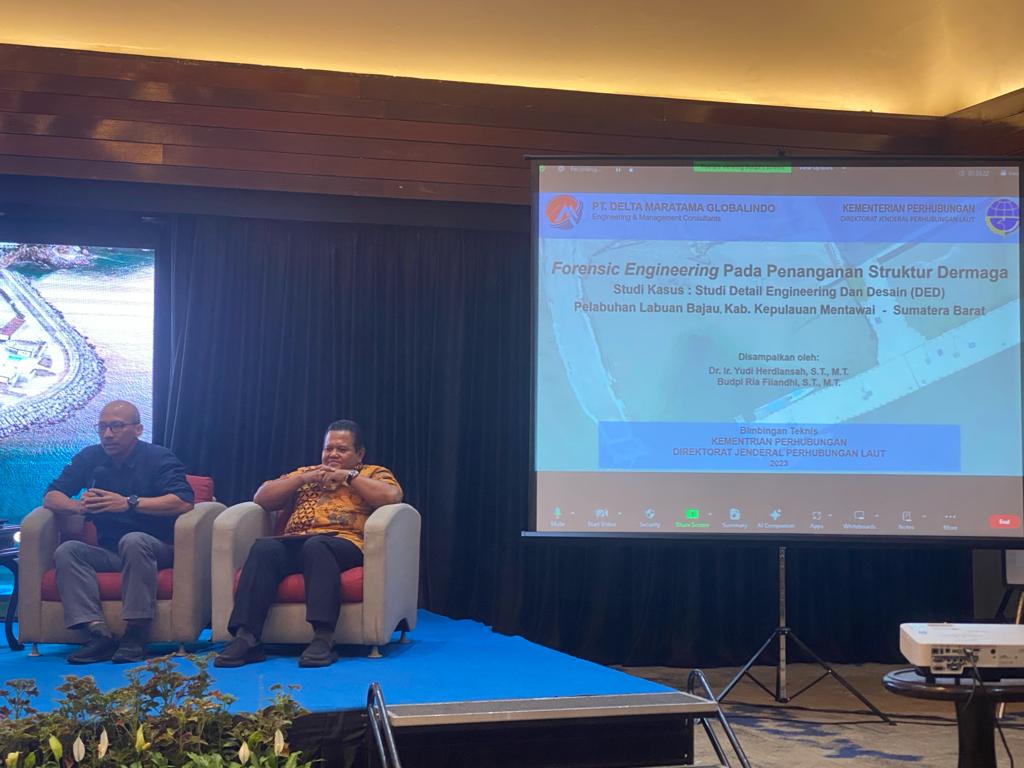 Recording...
PT. DELTA MARATAMA GLOBALINDO
Engineering & Management Consultants
KEMENTERIAN PERHUBUNGAN
DIREKTORAT JENDERAL PERHUBUNGAN LAUT
Forensic Engineering Pada Penanganan Struktur Dermaga
Studi Kasus : Studi Detail Engineering Dan Desain (DED)
Pelabuhan Labuan Bajau, Kab. Kepulauan Mentawai - Sumatera Barat
Disampaikan oleh:
Dr. Ir. Yudi Herdiansah, S.T., M.T.
Budpi Ria Fiiandhi, S.T., M.T.
Bimbingan Teknis
KEMENTRIAN PERHUBUNGAN
DIREKTORAT JENDERAL PERHUBUNGAN LAUT
2023
Mute
Start Video
Security
Share Screen
Summary
AI Companion
Apps
Whiteboards
Notes
More
End